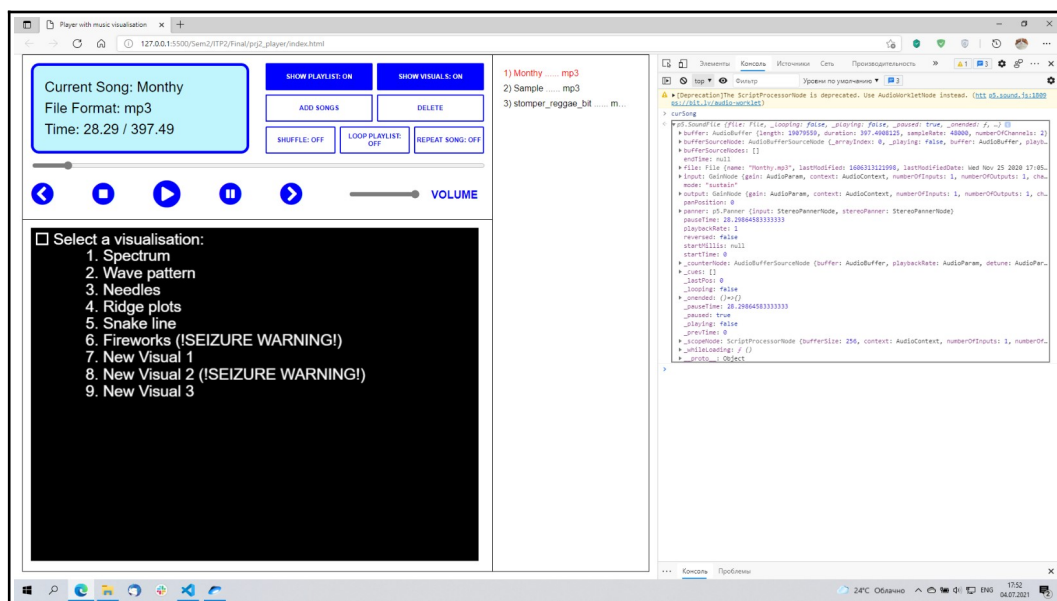 Player with music visualisation
127.0.0.1:5500/Sem2/ITP2/Final/prj2_player/index.html
Current Song: Monthy
File Format: mp3
Time: 28.29 / 397.49
SHOW PLAYLIST: ON
SHOW VISUALS: ON
ADD SONGS
DELETE
SHUFFLE: OFF
LOOP PLAYLIST: OFF
REPEAT SONG: OFF
VOLUME
Select a visualisation:
1. Spectrum
2. Wave pattern
3. Needles
4. Ridge plots
5. Snake line
6. Fireworks (!SEIZURE WARNING!)
7. New Visual 1
8. New Visual 2 (!SEIZURE WARNING!)
9. New Visual 3
1) Monthy ...... mp3
2) Sample ...... mp3
3) stomper_reggae_bit ...... m...
Элементы Консоль Источники Сеть Производительность » 1 3
top Фильтр Уровни по умолчанию 3
[Deprecation]The ScriptProcessorNode is deprecated. Use AudioWorkletNode instead. (htt p5.sound.js:1809
ps://bit.ly/audio-worklet)
> curSong
p5.SoundFile {file: File, _looping: false, _playing: false, _paused: true, _onended: ƒ, …}
buffer: AudioBuffer {length: 19079559, duration: 397.4908125, sampleRate: 48000, numberOfChannels: 2}
bufferSourceNode: AudioBufferSourceNode {_arrayIndex: 0, _playing: false, buffer: AudioBuffer, playb…
bufferSourceNodes: []
endTime: null
file: File {name: "Monthy.mp3", lastModified: 1606313121998, lastModifiedDate: Wed Nov 25 2020 17:05…
input: GainNode {gain: AudioParam, context: AudioContext, numberOfInputs: 1, numberOfOutputs: 1, cha…
mode: "sustain"
output: GainNode {gain: AudioParam, context: AudioContext, numberOfInputs: 1, numberOfOutputs: 1, ch…
panPosition: 0
panner: p5.Panner {input: StereoPannerNode, stereoPanner: StereoPannerNode}
pauseTime: 28.29864583333333
playbackRate: 1
reversed: false
startMillis: null
startTime: 0
_counterNode: AudioBufferSourceNode {buffer: AudioBuffer, playbackRate: AudioParam, detune: AudioPar…
_cues: []
_lastPos: 0
_looping: false
_onended: ()=>{}
_pauseTime: 28.29864583333333
_paused: true
_playing: false
_prevTime: 0
_scopeNode: ScriptProcessorNode {bufferSize: 256, context: AudioContext, numberOfInputs: 1, numberOf…
_whileLoading: ƒ ()
__proto__: Object
Консоль Проблемы
24°C Облачно ENG 17:52
04.07.2021